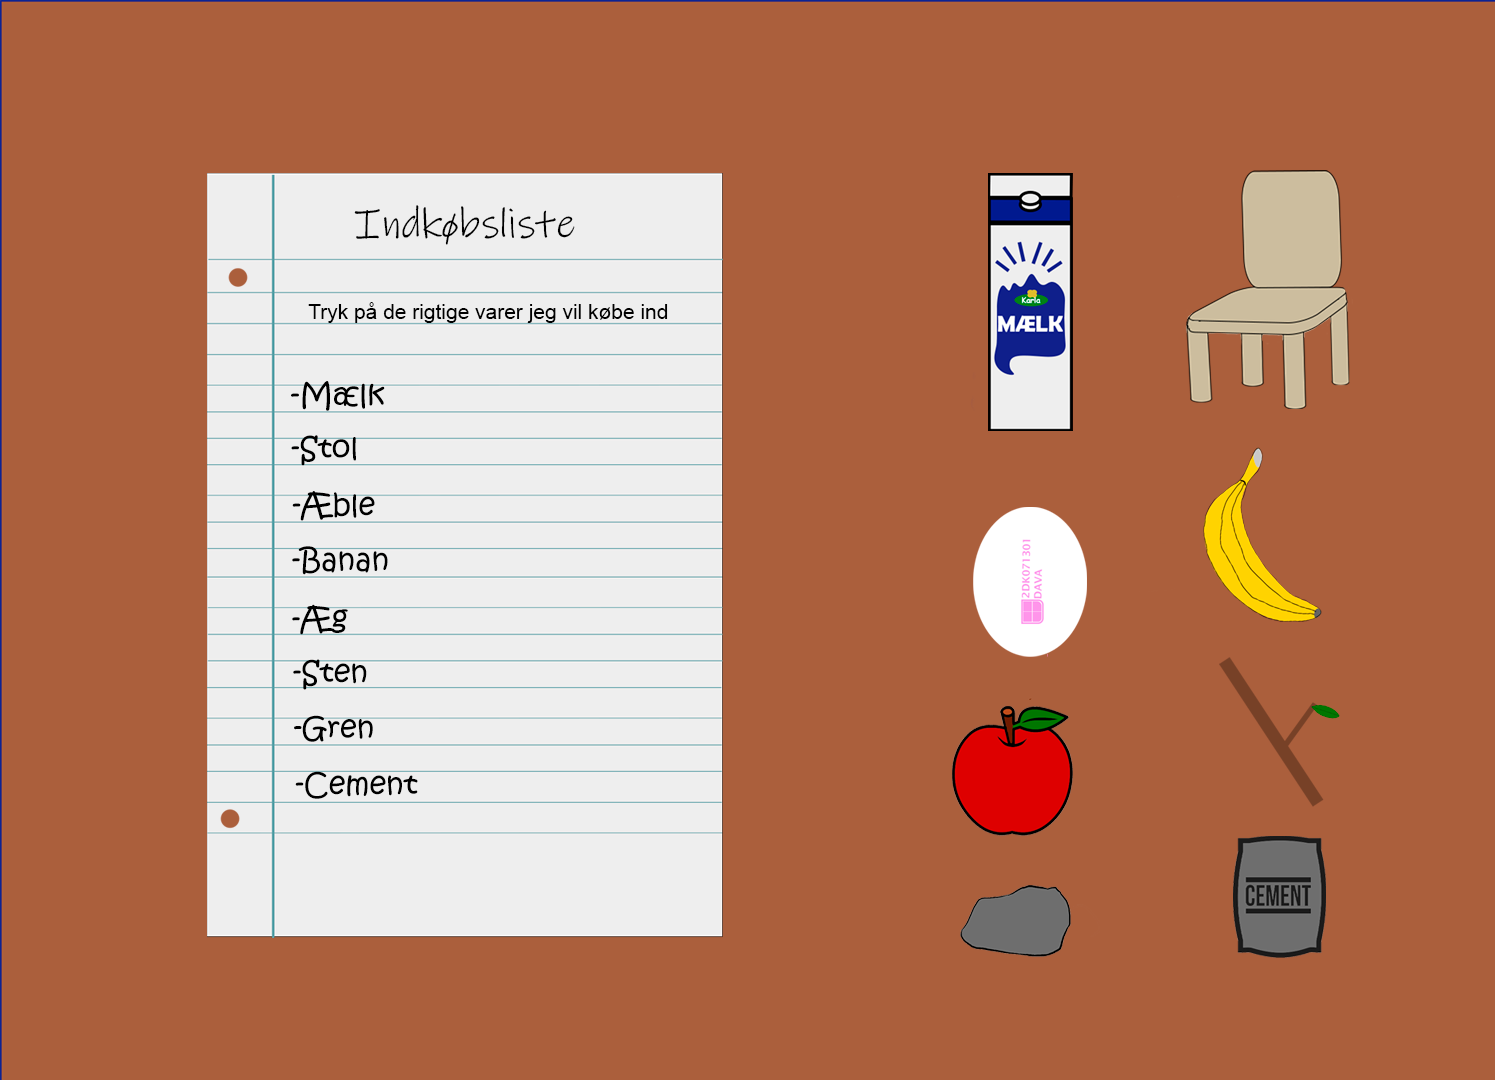 Indkøbsliste
Tryk på de rigtige varer jeg vil købe ind
-Mælk
-Stol
-Æble
-Banan
-Æg
-Sten
-Gren
-Cement
Karla
MÆLK
2DK071301
DAVA
CEMENT